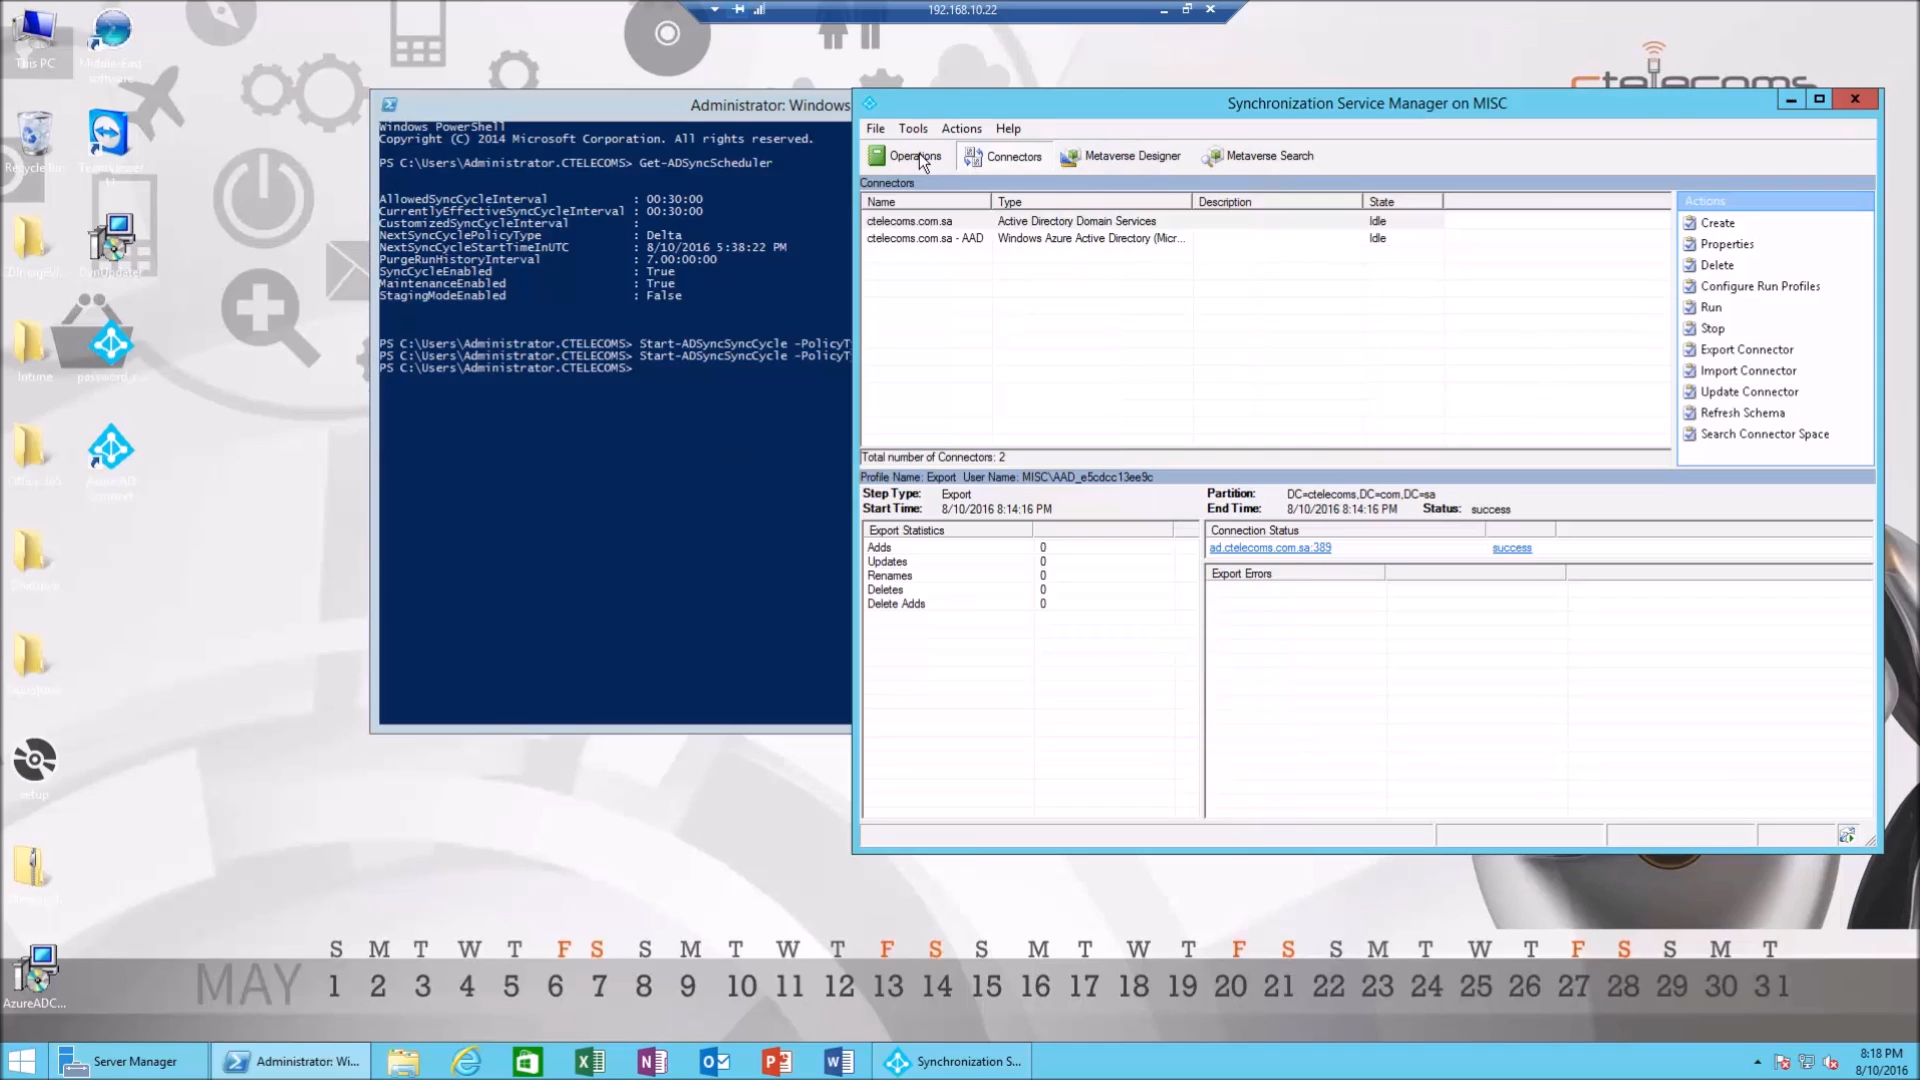 192.168.10.22
This PC
Middle-ead software
ctelecoms
Administrator: Windows
Windows PowerShell
Copyright (C) 2014 Microsoft Corporation. All rights reserved.
PS C:\Users\Administrator.CTELECOMS> Get-ADSyncScheduler
AllowedSyncCycleInterval : 00:30:00
CurrentlyEffectiveSyncCycleInterval : 00:30:00
CustomizedSyncCycleInterval :
NextSyncCyclePolicyType : Delta
NextSyncCycleStartTimeInUTC : 8/10/2016 5:38:22 PM
PurgeRunHistoryInterval : 7.00:00:00
SyncCycleEnabled : True
MaintenanceEnabled : True
StagingModeEnabled : False
PS C:\Users\Administrator.CTELECOMS> Start-ADSyncSyncCycle -PolicyTy
PS C:\Users\Administrator.CTELECOMS> Start-ADSyncSyncCycle -PolicyTy
PS C:\Users\Administrator.CTELECOMS>
Synchronization Service Manager on MISC
File Tools Actions Help
Operations Connectors Metaverse Designer Metaverse Search
Connectors
Name Type Description State
ctelecoms.com.sa Active Directory Domain Services Idle
ctelecoms.com.sa - AAD Windows Azure Active Directory (Micr... Idle
Actions
Create
Properties
Delete
Configure Run Profiles
Run
Stop
Export Connector
Import Connector
Update Connector
Refresh Schema
Search Connector Space
Total number of Connectors: 2
Profile Name: Export User Name: MISC\AAD_e5cdcc13ee9c
Step Type: Export
Start Time: 8/10/2016 8:14:16 PM
Partition: DC=ctelecoms,DC=com,DC=sa
End Time: 8/10/2016 8:14:16 PM Status: success
Export Statistics
Adds 0
Updates 0
Renames 0
Deletes 0
Delete Adds 0
Connection Status
ad.ctelecoms.com.sa:389 success
Export Errors
Recycle Bin
Intune
setup
AzureADC...
S M T W T F S S M T W T F S S M T W T F S S M T W T F S S M T
MAY 1 2 3 4 5 6 7 8 9 10 11 12 13 14 15 16 17 18 19 20 21 22 23 24 25 26 27 28 29 30 31
Server Manager
Administrator: Wi...
Synchronization S...
8:18 PM
8/10/2016